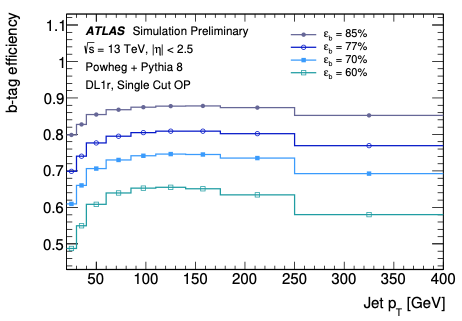 ATLAS Simulation Preliminary
√s = 13 TeV, |η| < 2.5
Powheg + Pythia 8
DL1r, Single Cut OP
ε_b = 85%
ε_b = 77%
ε_b = 70%
ε_b = 60%
b-tag efficiency
1.1
1
0.9
0.8
0.7
0.6
0.5
50 100 150 200 250 300 350 400
Jet p_T [GeV]